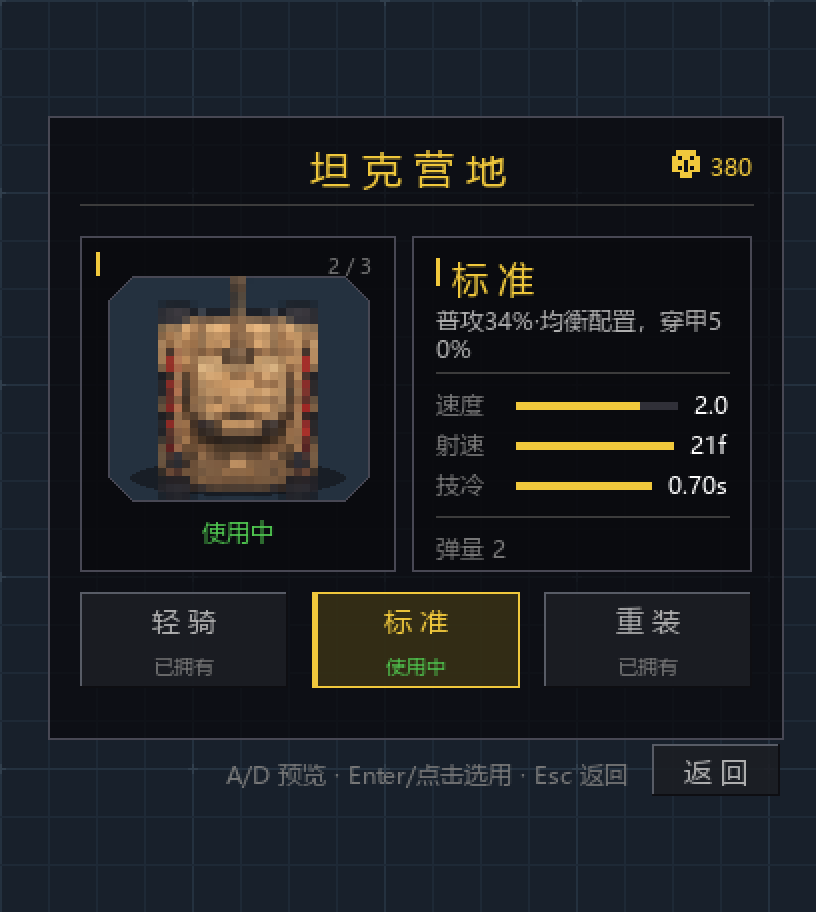 坦克营地
380
2 / 3
使用中
标准
普攻34%·均衡配置，穿甲5
0%
速度 2.0
射速 21f
技冷 0.70s
弹量 2
轻骑
已拥有
标准
使用中
重装
已拥有
A/D 预览 · Enter/点击选用 · Esc 返回
返回